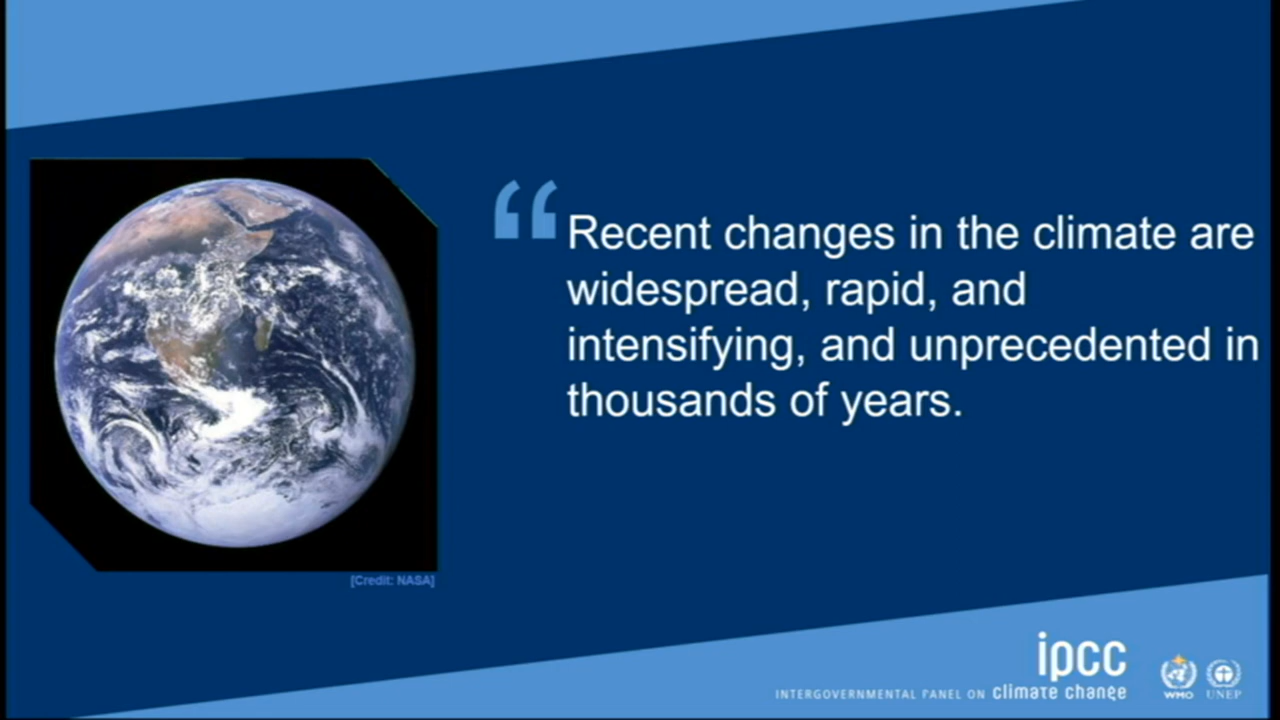 “Recent changes in the climate are
widespread, rapid, and
intensifying, and unprecedented in
thousands of years.
[Credit: NASA]
ipcc
INTERGOVERNMENTAL PANEL ON climate change
WMO
UNEP